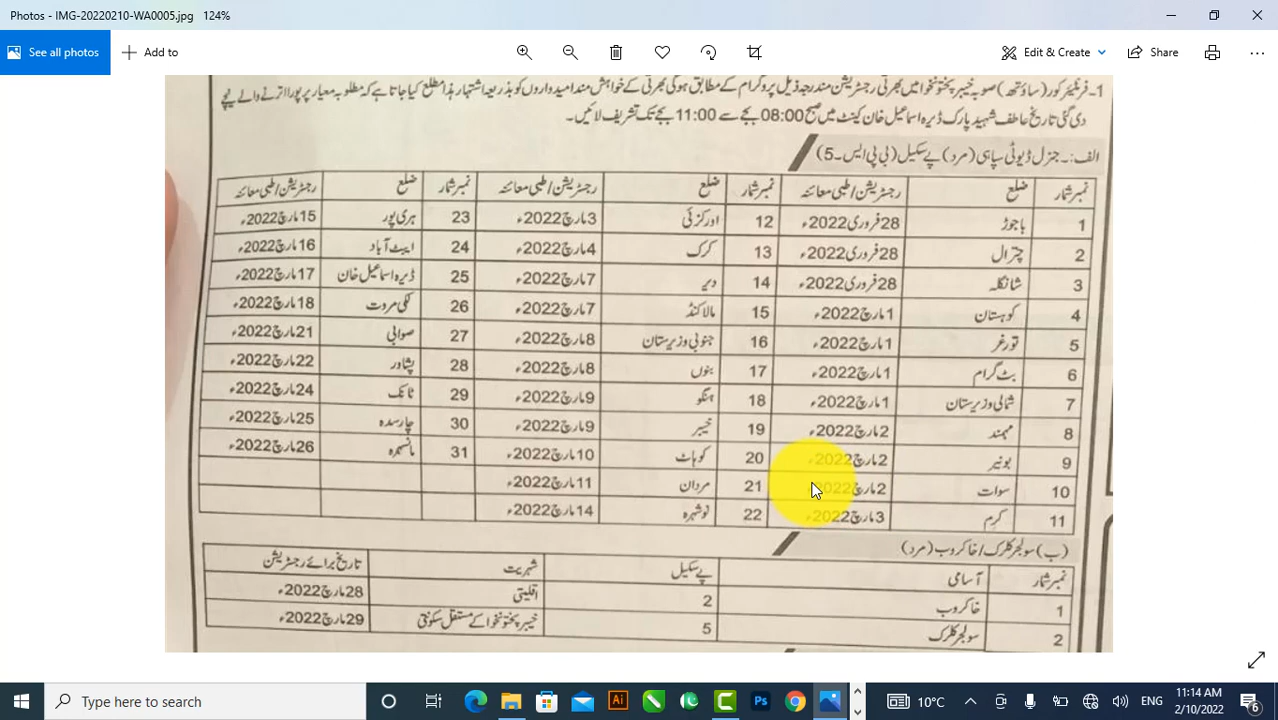 Photos - IMG-20220210-WA0005.jpg 124%
See all photos
Add to
Edit & Create
Share
1۔ فرنٹیئر کور (ساؤتھ) صوبہ خیبر پختونخوا میں بھرتی رجسٹریشن مندرجہ ذیل پروگرام کے مطابق ہوگی بھرتی کے خواہش مند امیدواروں کو بذریعہ اشتہار ہذا مطلع کیا جاتا ہے کہ مطلوبہ معیار پر پورا اترنے والے نیچے
دی گئی تاریخ عاطف شہید پارک ڈیرہ اسماعیل خان کینٹ میں صبح 08:00 بجے سے 11:00 بجے تک تشریف لائیں۔
الف:۔ جنرل ڈیوٹی سپاہی (مرد) پے سکیل (بی پی ایس۔5)
نمبر شمار ضلع رجسٹریشن/طبی معائنہ نمبر شمار ضلع رجسٹریشن/طبی معائنہ نمبر شمار ضلع رجسٹریشن/طبی معائنہ
1 باجوڑ 28 فروری 2022ء 12 اورکزئی 3 مارچ 2022ء 23 ہری پور 15 مارچ 2022ء
2 چترال 28 فروری 2022ء 13 کرک 4 مارچ 2022ء 24 ایبٹ آباد 16 مارچ 2022ء
3 شانگلہ 28 فروری 2022ء 14 دیر 7 مارچ 2022ء 25 ڈیرہ اسماعیل خان 17 مارچ 2022ء
4 کوہستان 1 مارچ 2022ء 15 مالاکنڈ 7 مارچ 2022ء 26 لکی مروت 18 مارچ 2022ء
5 تورغر 1 مارچ 2022ء 16 جنوبی وزیرستان 8 مارچ 2022ء 27 صوابی 21 مارچ 2022ء
6 بٹ گرام 1 مارچ 2022ء 17 بنوں 8 مارچ 2022ء 28 پشاور 22 مارچ 2022ء
7 شمالی وزیرستان 1 مارچ 2022ء 18 ہنگو 9 مارچ 2022ء 29 ٹانک 24 مارچ 2022ء
8 مہمند 2 مارچ 2022ء 19 خیبر 9 مارچ 2022ء 30 چارسدہ 25 مارچ 2022ء
9 بونیر 2 مارچ 2022ء 20 کوہاٹ 10 مارچ 2022ء 31 مانسہرہ 26 مارچ 2022ء
10 سوات 2 مارچ 2022ء 21 مردان 11 مارچ 2022ء
11 کرم 3 مارچ 2022ء 22 نوشہرہ 14 مارچ 2022ء
(ب) سولجر کلرک/خاکروب (مرد)
نمبر شمار آسامی پے سکیل شہریت تاریخ برائے رجسٹریشن
1 خاکروب 2 اقلیتی 28 مارچ 2022ء
2 سولجر کلرک 5 خیبر پختونخوا کے مستقل سکونتی 29 مارچ 2022ء
Type here to search
Ai
Ps
10°C
ENG
11:14 AM
2/10/2022
6